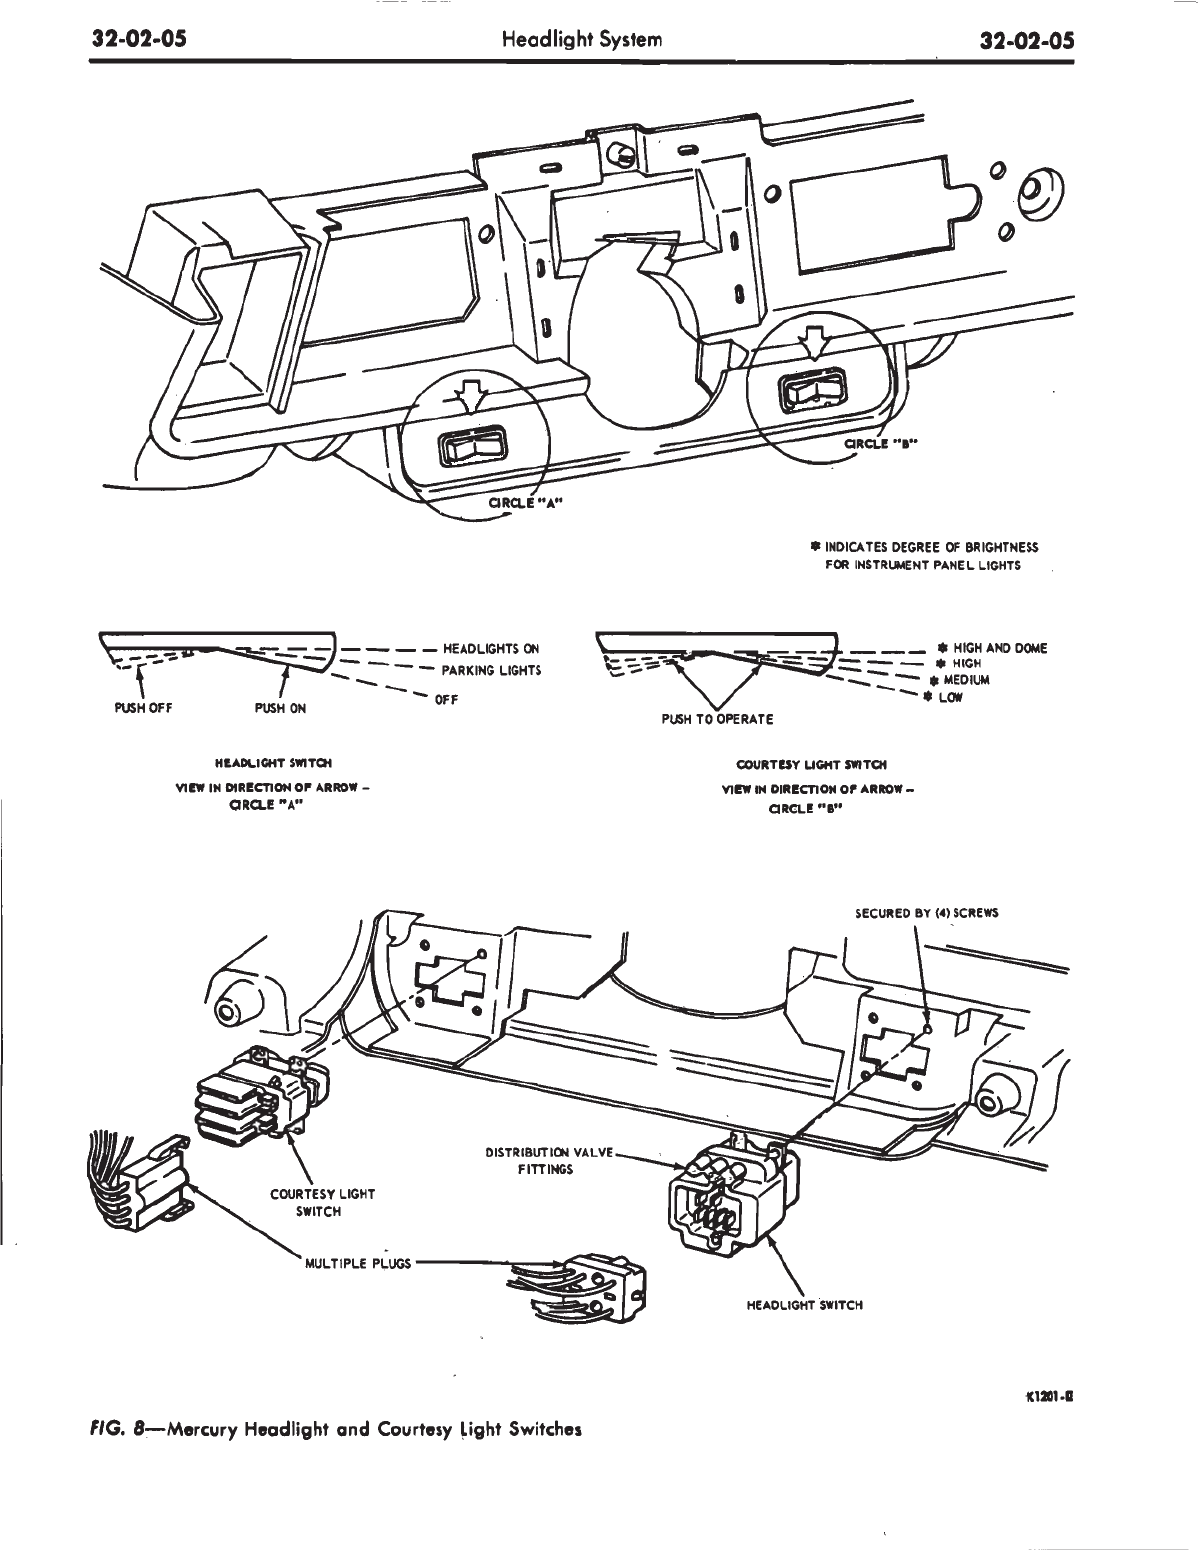 32-02-05
Headlight System
32-02-05
CIRCLE "B"
CIRCLE "A"
* INDICATES DEGREE OF BRIGHTNESS
FOR INSTRUMENT PANEL LIGHTS
HEADLIGHTS ON
PARKING LIGHTS
OFF
PUSH OFF
PUSH ON
* HIGH AND DOME
* HIGH
* MEDIUM
* LOW
PUSH TO OPERATE
HEADLIGHT SWITCH
VIEW IN DIRECTION OF ARROW –
CIRCLE "A"
COURTESY LIGHT SWITCH
VIEW IN DIRECTION OF ARROW –
CIRCLE "B"
SECURED BY (4) SCREWS
DISTRIBUTION VALVE
FITTINGS
COURTESY LIGHT
SWITCH
MULTIPLE PLUGS
HEADLIGHT SWITCH
FIG. 8—Mercury Headlight and Courtesy Light Switches